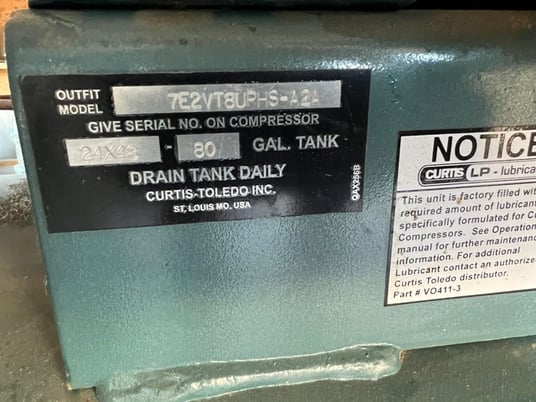 OUTFIT
MODEL 7E2VT8UPHS-A2A
GIVE SERIAL NO. ON COMPRESSOR
24X48 - 80 GAL. TANK
DRAIN TANK DAILY
CURTIS-TOLEDO INC.
ST. LOUIS MO. USA
QAX256B
NOTICE
CURTIS LP - lubrica
This unit is factory filled wit
required amount of lubricant
specifically formulated for Cu
Compressors. See Operation
manual for further maintenanc
information. For additional
Lubricant contact an authorize
Curtis Toledo distributor.
Part # VO411-3